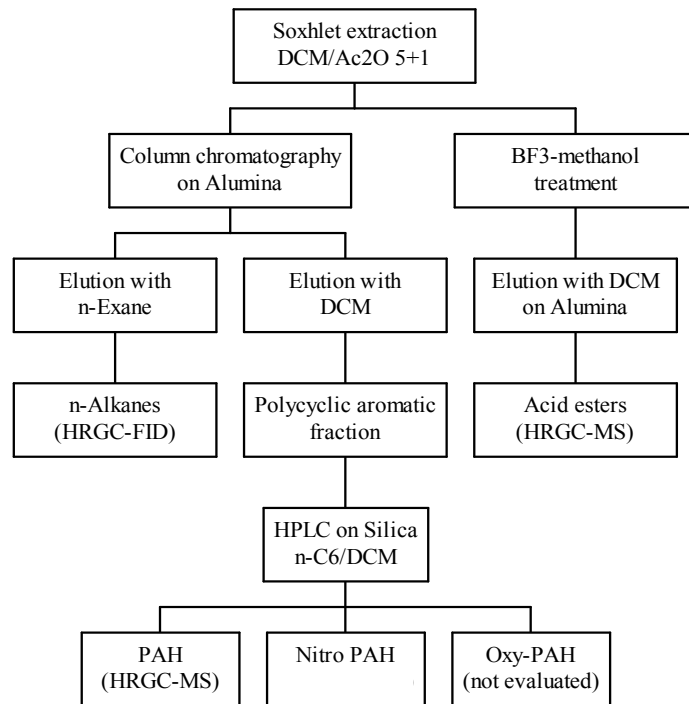 Soxhlet extraction
DCM/Ac2O 5+1
Column chromatography
on Alumina
BF3-methanol
treatment
Elution with
n-Exane
Elution with
DCM
Elution with DCM
on Alumina
n-Alkanes
(HRGC-FID)
Polycyclic aromatic
fraction
Acid esters
(HRGC-MS)
HPLC on Silica
n-C6/DCM
PAH
(HRGC-MS)
Nitro PAH
Oxy-PAH
(not evaluated)